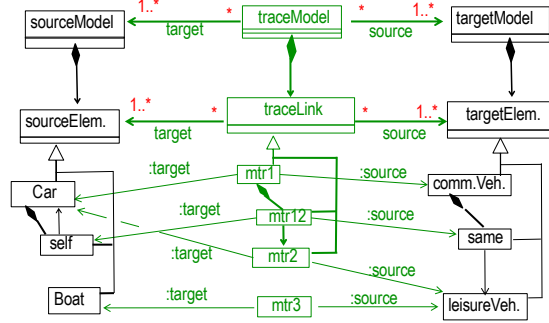 sourceModel
1..*
*
traceModel
*
1..*
targetModel
target
source
1..*
*
traceLink
*
1..*
sourceElem.
target
source
targetElem.
:target
mtr1
:source
Car
comm.Veh.
:target
mtr12
:source
self
same
:target
mtr2
:source
Boat
:target
mtr3
:source
leisureVeh.